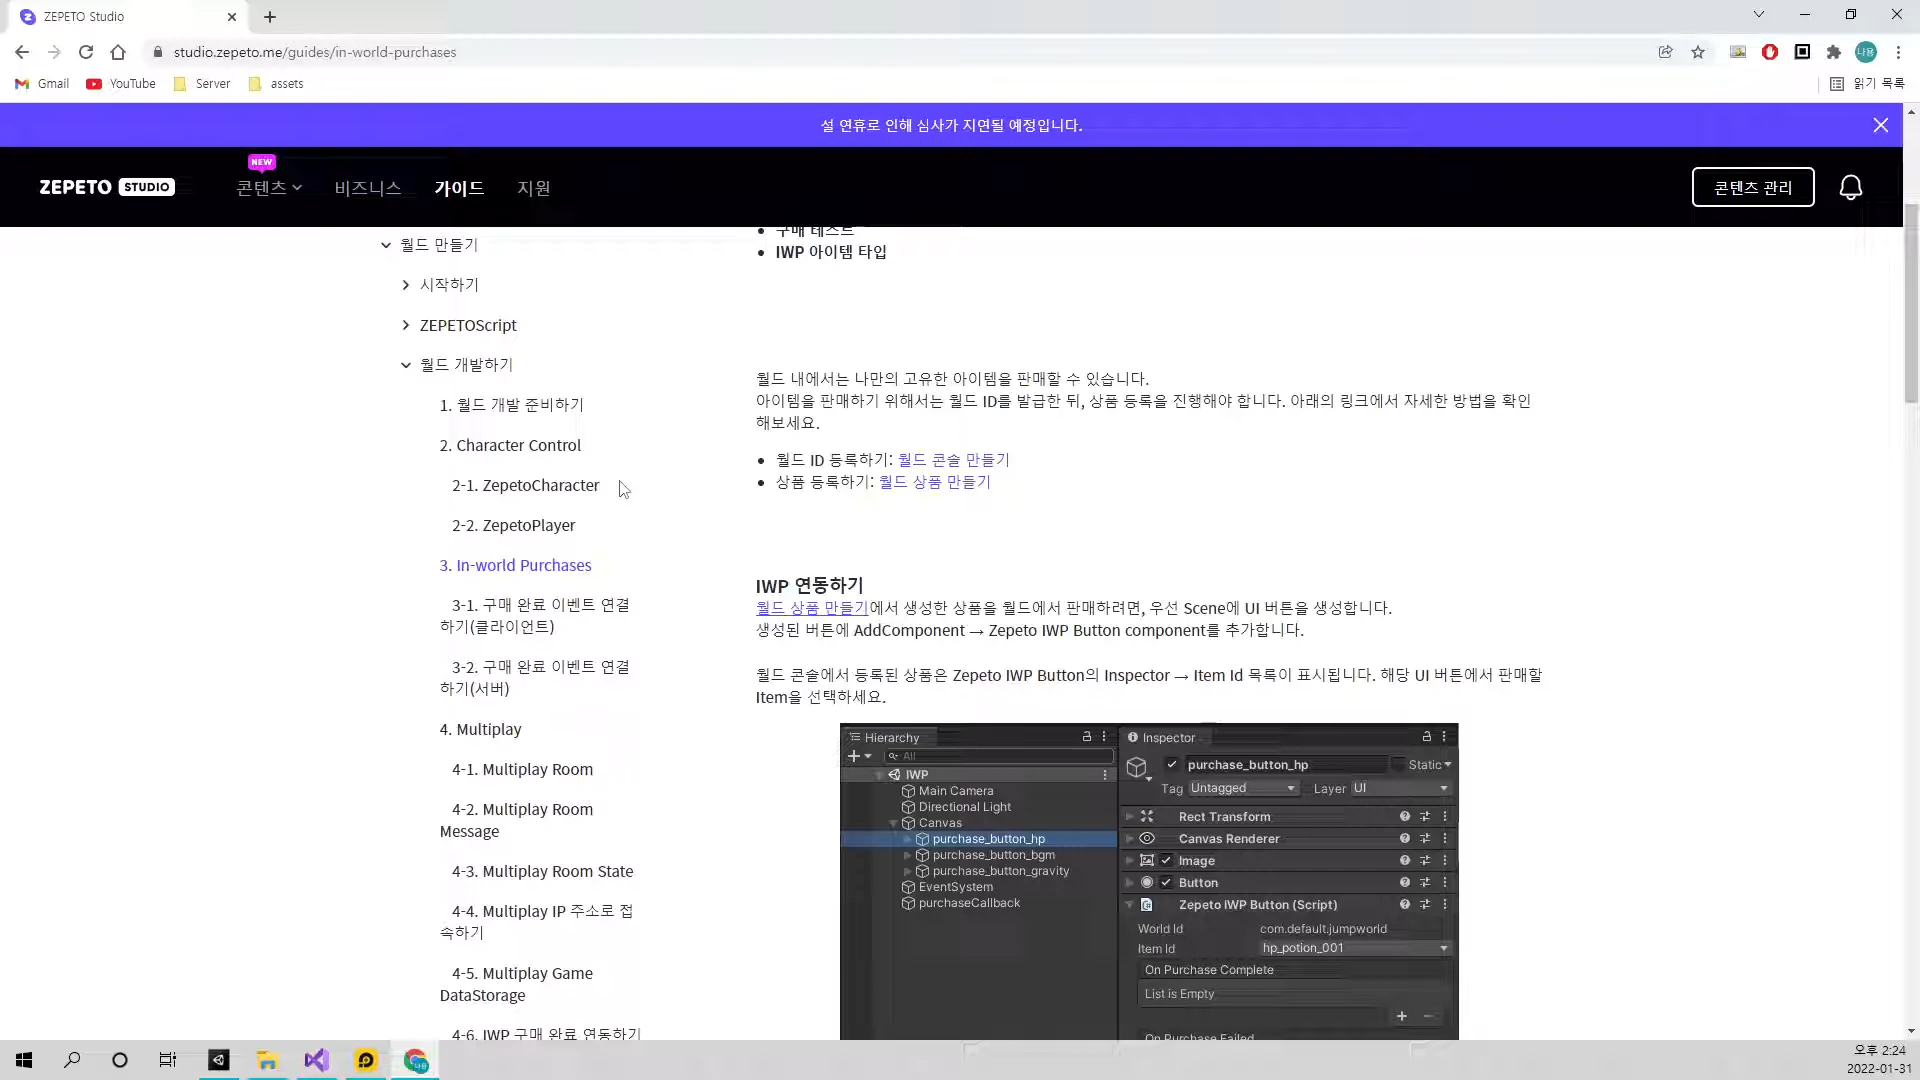 ZEPETO Studio
studio.zepeto.me/guides/in-world-purchases
나용
Gmail
YouTube
Server
assets
읽기 목록
설 연휴로 인해 심사가 지연될 예정입니다.
ZEPETO STUDIO
NEW
콘텐츠
비즈니스
가이드
지원
콘텐츠 관리
월드 만들기
시작하기
ZEPETOScript
월드 개발하기
1. 월드 개발 준비하기
2. Character Control
2-1. ZepetoCharacter
2-2. ZepetoPlayer
3. In-world Purchases
3-1. 구매 완료 이벤트 연결
하기(클라이언트)
3-2. 구매 완료 이벤트 연결
하기(서버)
4. Multiplay
4-1. Multiplay Room
4-2. Multiplay Room
Message
4-3. Multiplay Room State
4-4. Multiplay IP 주소로 접
속하기
4-5. Multiplay Game
DataStorage
4-6. IWP 구매 완료 연동하기
• 구매 테스트
• IWP 아이템 타입
월드 내에서는 나만의 고유한 아이템을 판매할 수 있습니다.
아이템을 판매하기 위해서는 월드 ID를 발급한 뒤, 상품 등록을 진행해야 합니다. 아래의 링크에서 자세한 방법을 확인
해보세요.
• 월드 ID 등록하기: 월드 콘솔 만들기
• 상품 등록하기: 월드 상품 만들기
IWP 연동하기
월드 상품 만들기에서 생성한 상품을 월드에서 판매하려면, 우선 Scene에 UI 버튼을 생성합니다.
생성된 버튼에 AddComponent → Zepeto IWP Button component를 추가합니다.
월드 콘솔에서 등록된 상품은 Zepeto IWP Button의 Inspector → Item Id 목록이 표시됩니다. 해당 UI 버튼에서 판매할
Item을 선택하세요.
Hierarchy
All
IWP
Main Camera
Directional Light
Canvas
purchase_button_hp
purchase_button_bgm
purchase_button_gravity
EventSystem
purchaseCallback
Inspector
purchase_button_hp
Static
Tag Untagged Layer UI
Rect Transform
Canvas Renderer
Image
Button
Zepeto IWP Button (Script)
World Id com.default.jumpworld
Item Id hp_potion_001
On Purchase Complete
List is Empty
On Purchase Failed
오후 2:24
2022-01-31